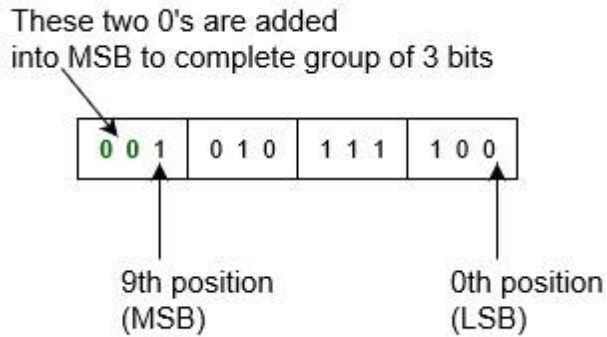 These two 0's are added
into MSB to complete group of 3 bits
0 0 1 0 1 0 1 1 1 1 0 0
9th position 0th position
(MSB) (LSB)